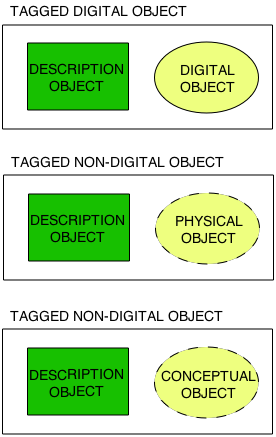 TAGGED DIGITAL OBJECT
DESCRIPTION
OBJECT
DIGITAL
OBJECT
TAGGED NON-DIGITAL OBJECT
DESCRIPTION
OBJECT
PHYSICAL
OBJECT
TAGGED NON-DIGITAL OBJECT
DESCRIPTION
OBJECT
CONCEPTUAL
OBJECT